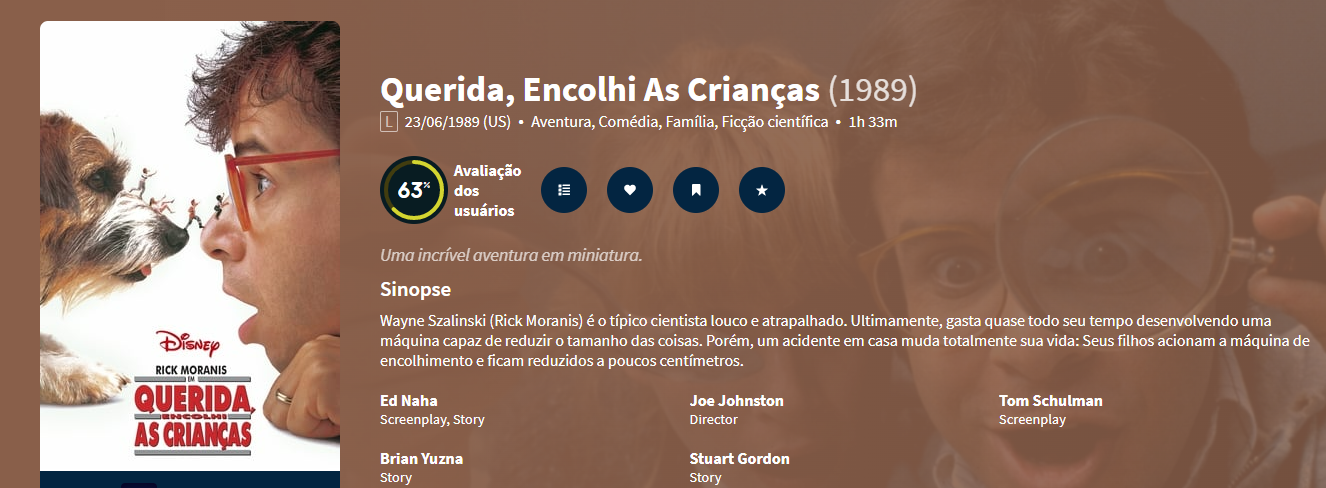 Querida, Encolhi As Crianças (1989)
L 23/06/1989 (US) • Aventura, Comédia, Família, Ficção científica • 1h 33m
63%
Avaliação
dos
usuários
Uma incrível aventura em miniatura.
Sinopse
Wayne Szalinski (Rick Moranis) é o típico cientista louco e atrapalhado. Ultimamente, gasta quase todo seu tempo desenvolvendo uma
máquina capaz de reduzir o tamanho das coisas. Porém, um acidente em casa muda totalmente sua vida: Seus filhos acionam a máquina de
encolhimento e ficam reduzidos a poucos centímetros.
Ed Naha
Screenplay, Story
Joe Johnston
Director
Tom Schulman
Screenplay
Brian Yuzna
Story
Stuart Gordon
Story
DISNEY
RICK MORANIS
EM
QUERIDA,
ENCOLHI
AS CRIANÇAS